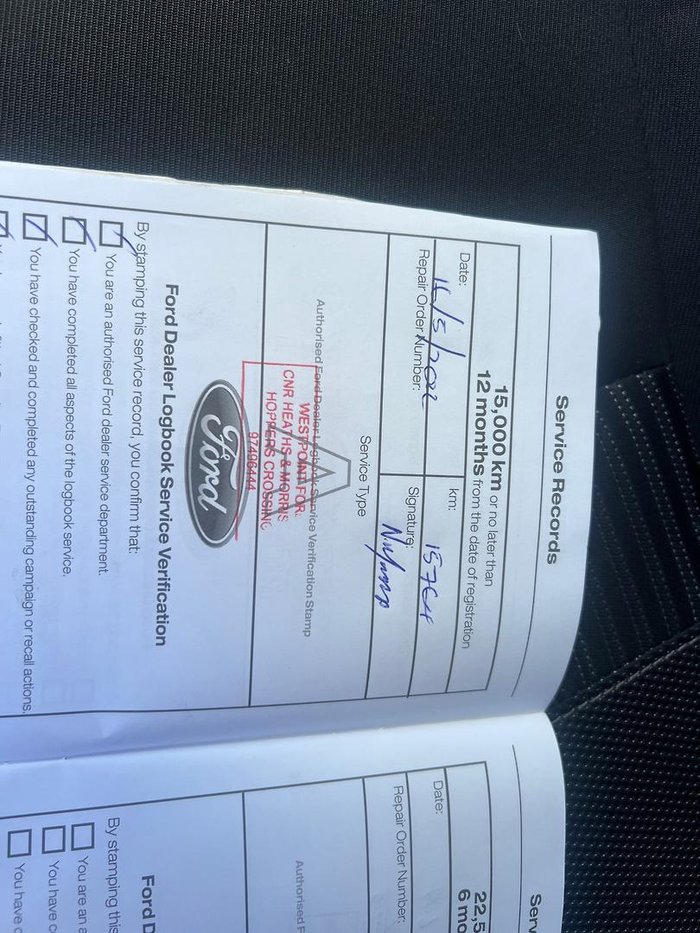 Service Records
15,000 km or no later than
12 months from the date of registration
Date:
km:
15764
Repair Order Number:
Signature:
Service Type
Authorised Ford Dealer Logbook Service Verification Stamp
WESTPOINT FOR
CNR HEATHS & MORRIS
HOPPERS CROSSING
97496444
Ford
Ford Dealer Logbook Service Verification
By stamping this service record, you confirm that:
You are an authorised Ford dealer service department.
You have completed all aspects of the logbook service.
You have checked and completed any outstanding campaign or recall actions.
Serv
22,5
6 mo
Date:
Repair Order Number:
Authorised F
Ford D
By stamping this
You are an a
You have co
You have c